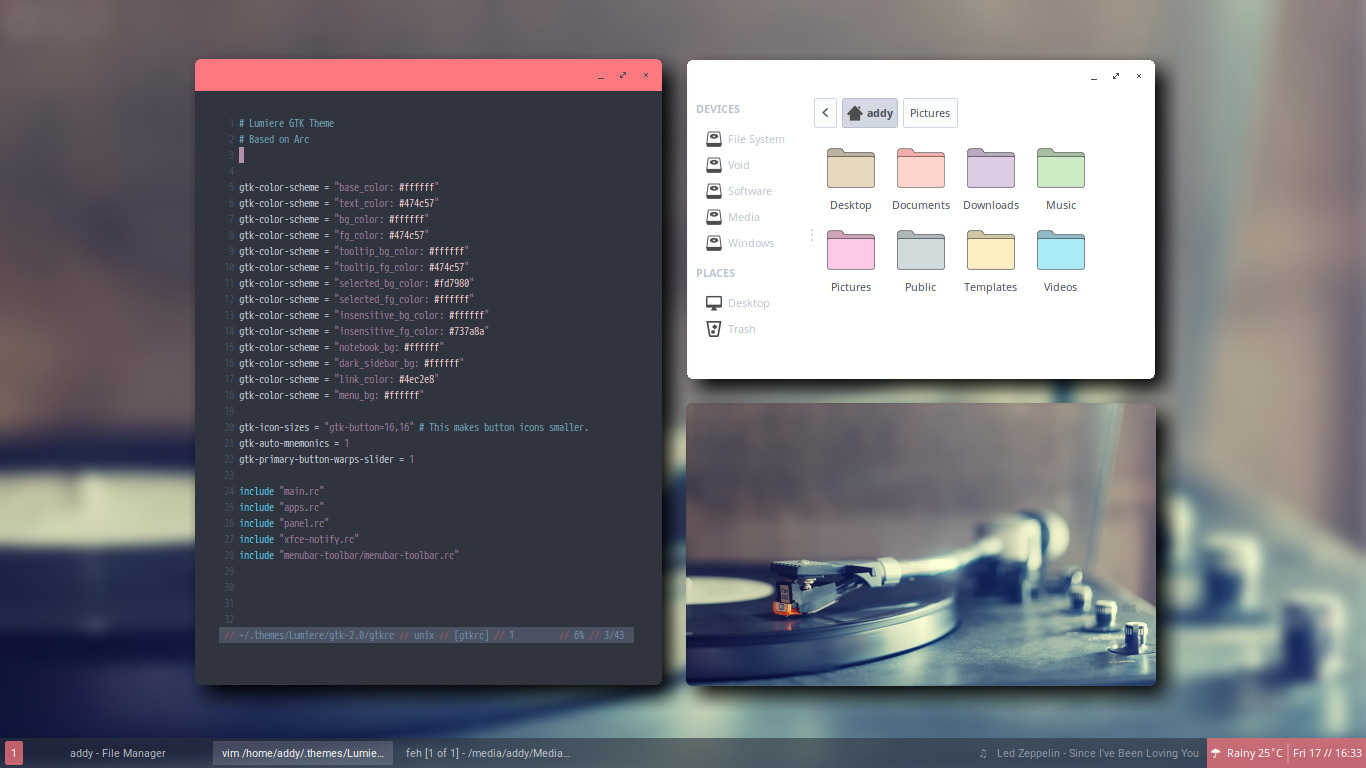 1 # Lumiere GTK Theme
2 # Based on Arc
3
4
5 gtk-color-scheme = "base_color: #ffffff"
6 gtk-color-scheme = "text_color: #474c57"
7 gtk-color-scheme = "bg_color: #ffffff"
8 gtk-color-scheme = "fg_color: #474c57"
9 gtk-color-scheme = "tooltip_bg_color: #ffffff"
10 gtk-color-scheme = "tooltip_fg_color: #474c57"
11 gtk-color-scheme = "selected_bg_color: #fd7980"
12 gtk-color-scheme = "selected_fg_color: #ffffff"
13 gtk-color-scheme = "insensitive_bg_color: #ffffff"
14 gtk-color-scheme = "insensitive_fg_color: #737a8a"
15 gtk-color-scheme = "notebook_bg: #ffffff"
16 gtk-color-scheme = "dark_sidebar_bg: #ffffff"
17 gtk-color-scheme = "link_color: #4ec2e8"
18 gtk-color-scheme = "menu_bg: #ffffff"
19
20 gtk-icon-sizes = "gtk-button=16,16" # This makes button icons smaller.
21 gtk-auto-mnemonics = 1
22 gtk-primary-button-warps-slider = 1
23
24 include "main.rc"
25 include "apps.rc"
26 include "panel.rc"
27 include "xfce-notify.rc"
28 include "menubar-toolbar/menubar-toolbar.rc"
29
30
31
32
// ~/.themes/Lumiere/gtk-2.0/gtkrc // unix // [gtkrc] // 1 // 6% // 3/43
DEVICES
File System
Void
Software
Media
Windows
PLACES
Desktop
Trash
addy Pictures
Desktop Documents Downloads Music
Pictures Public Templates Videos
1 addy - File Manager vim /home/addy/.themes/Lumie... feh [1 of 1] - /media/addy/Media... ♫ Led Zeppelin - Since I've Been Loving You ☂ Rainy 25˚C Fri 17 // 16:33